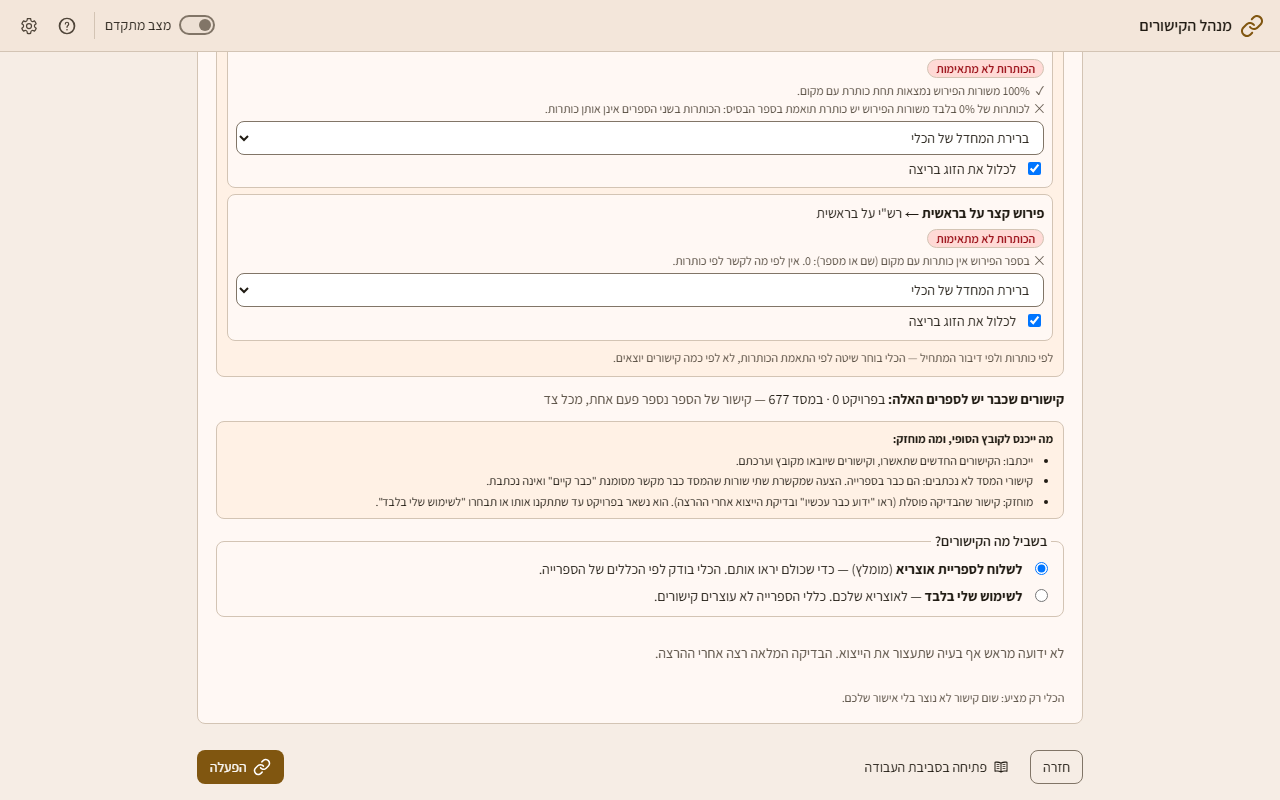 מנהל הקישורים
מצב מתקדם
הכותרות לא מתאימות
✓ 100% משורות הפירוש נמצאות תחת כותרת עם מקום.
✕ לכותרות של 0% בלבד משורות הפירוש יש כותרת תואמת בספר הבסיס: הכותרות בשני הספרים אינן אותן כותרות.
ברירת המחדל של הכלי
לכלול את הזוג בריצה
פירוש קצר על בראשית ← רש"י על בראשית
הכותרות לא מתאימות
✕ בספר הפירוש אין כותרות עם מקום (שם או מספר): 0. אין לפי מה לקשר לפי כותרות.
ברירת המחדל של הכלי
לכלול את הזוג בריצה
לפי כותרות ולפי דיבור המתחיל — הכלי בוחר שיטה לפי התאמת הכותרות, לא לפי כמה קישורים יוצאים.
קישורים שכבר יש לספרים האלה: בפרויקט 0 · במסד 677 — קישור של הספר נספר פעם אחת, מכל צד
מה ייכנס לקובץ הסופי, ומה מוחזק:
• ייכתבו: הקישורים החדשים שתאשרו, וקישורים שיובאו מקובץ וערכתם.
• קישורי המסד לא נכתבים: הם כבר בספרייה. הצעה שמקשרת שתי שורות שהמסד כבר מקשר מסומנת "כבר קיים" ואינה נכתבת.
• מוחזק: קישור שהבדיקה פוסלת (ראו "ידוע כבר עכשיו" ובדיקת הייצוא אחרי ההרצה). הוא נשאר בפרויקט עד שתתקנו אותו או תבחרו "לשימוש שלי בלבד".
בשביל מה הקישורים?
לשלוח לספריית אוצריא (מומלץ) — כדי שכולם יראו אותם. הכלי בודק לפי הכללים של הספרייה.
לשימוש שלי בלבד — לאוצריא שלכם. כללי הספרייה לא עוצרים קישורים.
לא ידועה מראש אף בעיה שתעצור את הייצוא. הבדיקה המלאה רצה אחרי ההרצה.
הכלי רק מציע: שום קישור לא נוצר בלי אישור שלכם.
חזרה
פתיחה בסביבת העבודה
הפעלה